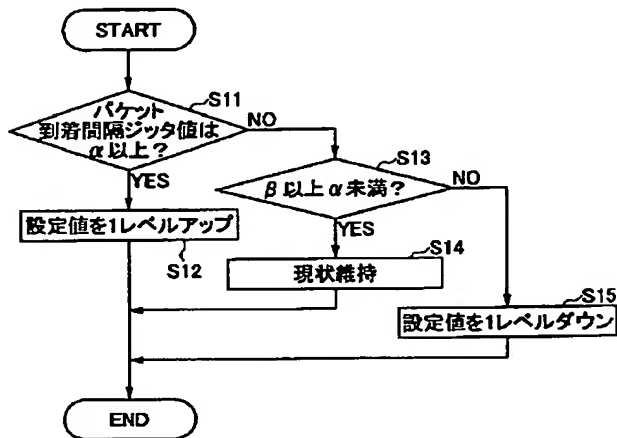 START
S11
パケット
到着間隔ジッタ値は
α以上？
NO
YES
S13
β以上α未満？
NO
YES
設定値を1レベルアップ
S12
S14
現状維持
S15
設定値を1レベルダウン
END